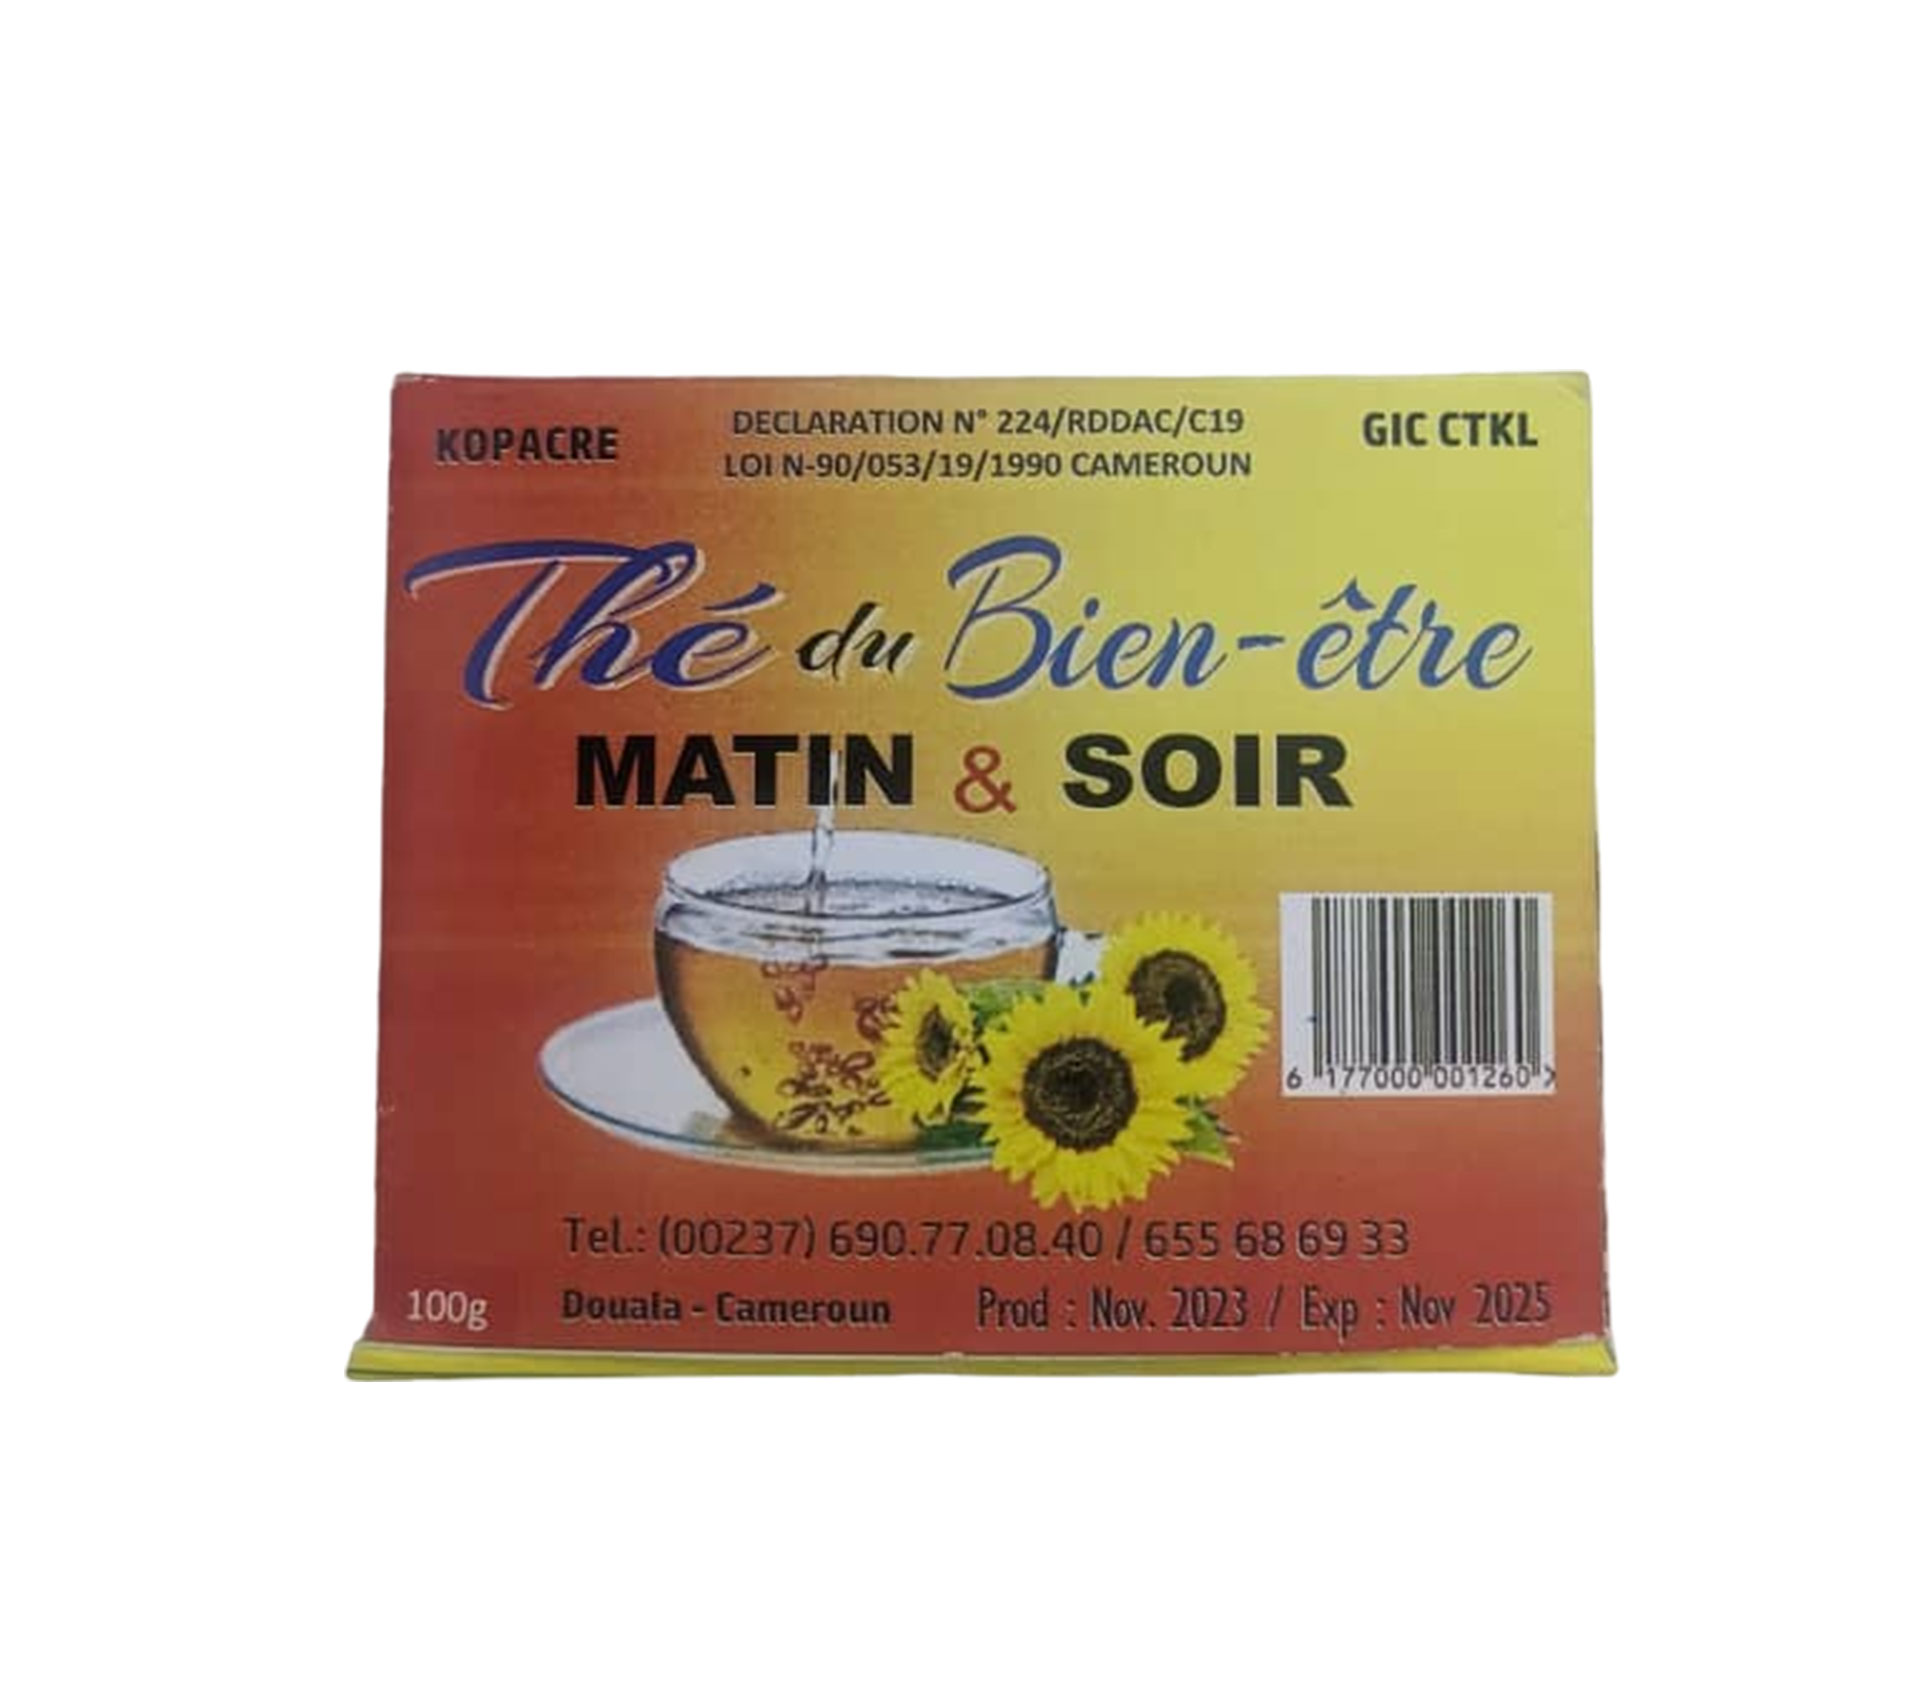 KOPACRE
DECLARATION N° 224/RDDAC/C19
LOI N-90/053/19/1990 CAMEROUN
GIC CTKL
Thé du Bien-être
MATIN & SOIR
6 177000 001260 >
Tel.: (00237) 690.77.08.40 / 655 68 69 33
100g
Douala - Cameroun
Prod : Nov. 2023 / Exp : Nov 2025